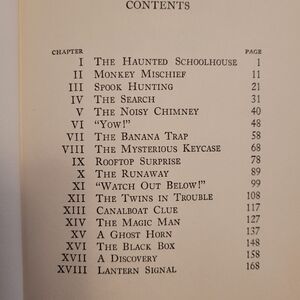 CONTENTS
CHAPTER PAGE
I The Haunted Schoolhouse 1
II Monkey Mischief 11
III Spook Hunting 21
IV The Search 31
V The Noisy Chimney 40
VI "Yow!" 48
VII The Banana Trap 58
VIII The Mysterious Keycase 68
IX Rooftop Surprise 78
X The Runaway 89
XI "Watch Out Below!" 99
XII The Twins in Trouble 108
XIII Canalboat Clue 117
XIV The Magic Man 127
XV A Ghost Horn 137
XVI The Black Box 148
XVII A Discovery 158
XVIII Lantern Signal 168